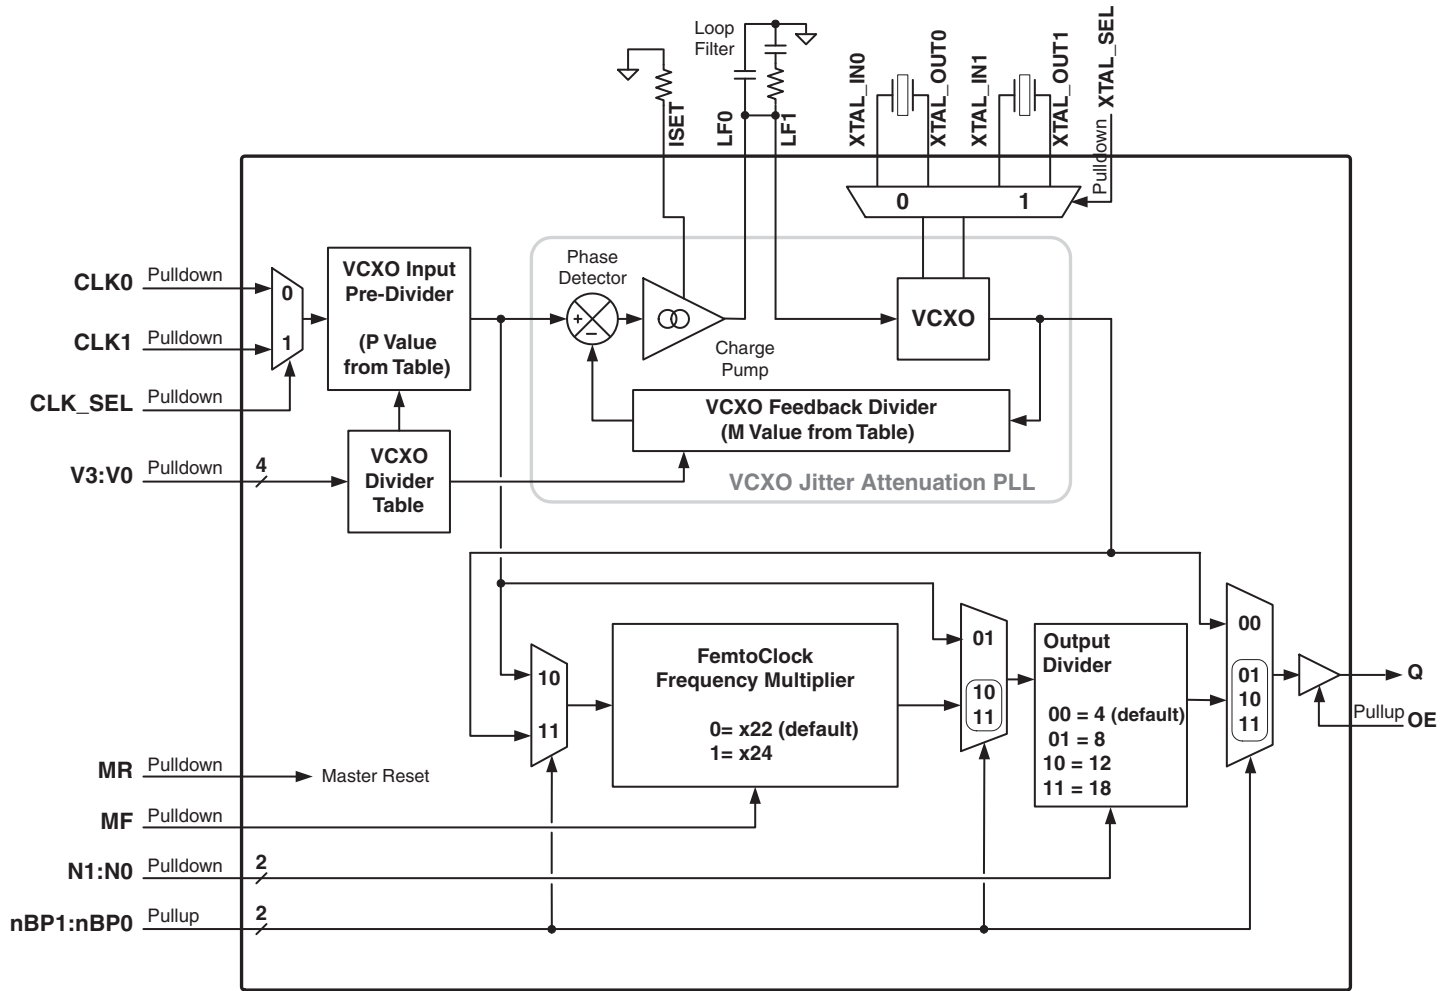 Loop
Filter
ISET
LF0
LF1
XTAL_IN0
XTAL_OUT0
XTAL_IN1
XTAL_OUT1
Pulldown XTAL_SEL
0 1
CLK0 Pulldown
CLK1 Pulldown
CLK_SEL Pulldown
V3:V0 Pulldown 4
0
1
VCXO Input
Pre-Divider
(P Value
from Table)
VCXO
Divider
Table
Phase
Detector
+
−
Charge
Pump
VCXO
VCXO Feedback Divider
(M Value from Table)
VCXO Jitter Attenuation PLL
10
11
FemtoClock
Frequency Multiplier
0= x22 (default)
1= x24
01
10
11
Output
Divider
00 = 4 (default)
01 = 8
10 = 12
11 = 18
00
01
10
11
Q
Pullup OE
MR Pulldown Master Reset
MF Pulldown
N1:N0 Pulldown 2
nBP1:nBP0 Pullup 2